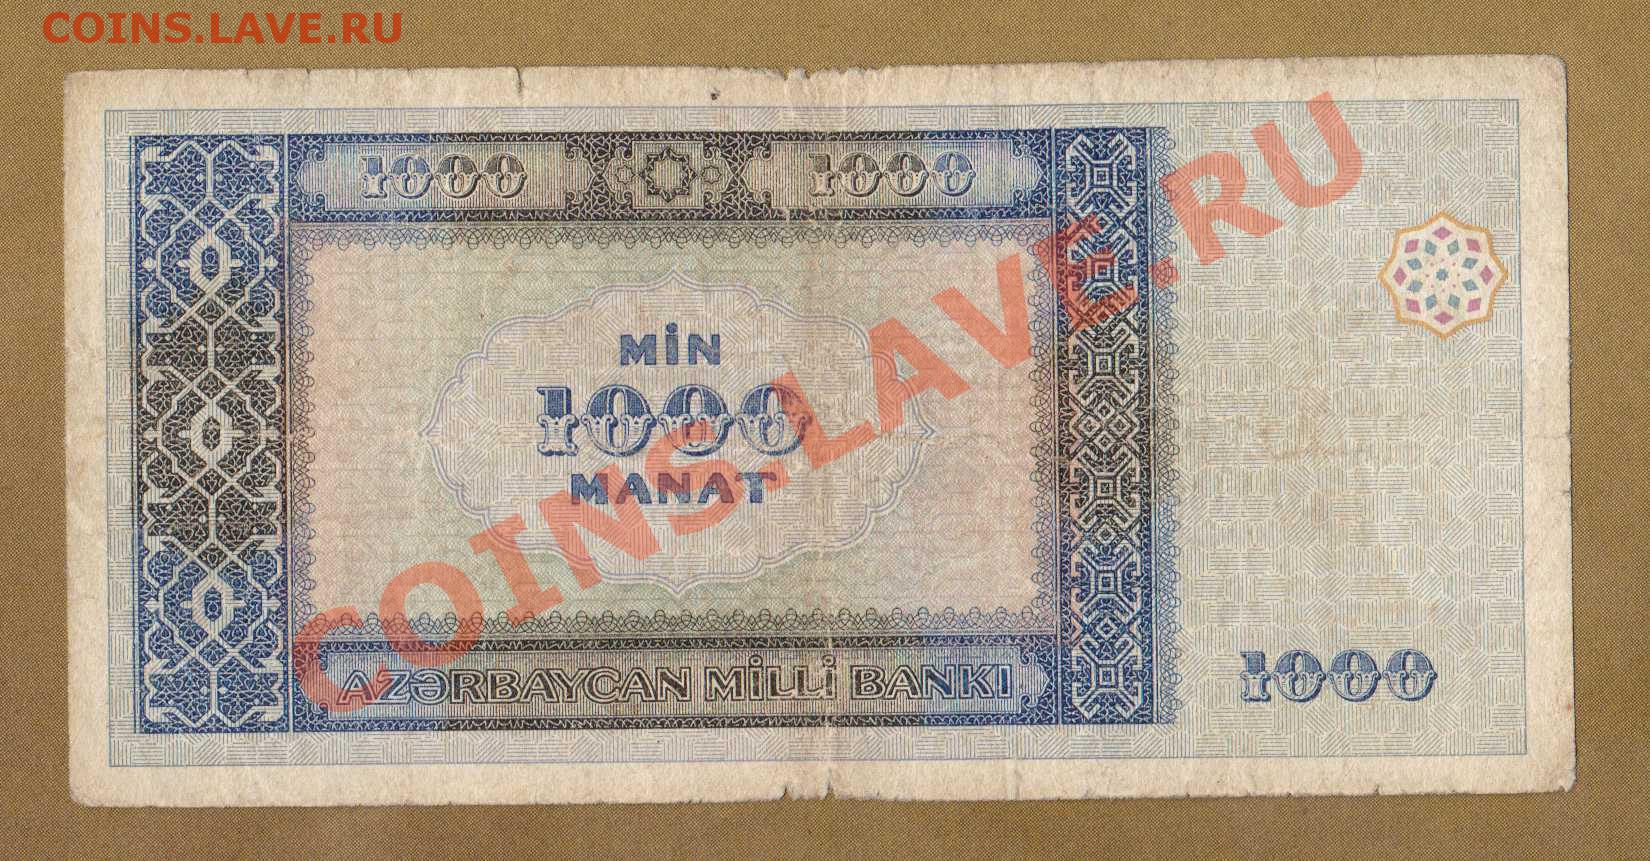 COINS.LAVE.RU
1000 1000
MİN
1000
MANAT
AZƏRBAYCAN MİLLİ BANKI
1000
COINS.LAVE.RU